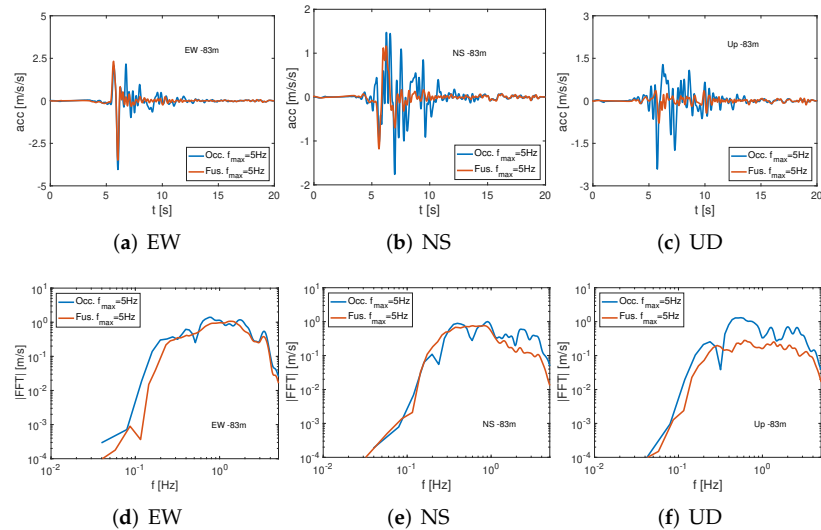 5
2.5
0
-2.5
-5
acc [m/s/s]
EW -83m
Occ. f_max=5Hz
Fus. f_max=5Hz
0 5 10 15 20
t [s]
(a) EW
2
1
0
-1
-2
acc [m/s/s]
NS -83m
Occ. f_max=5Hz
Fus. f_max=5Hz
0 5 10 15 20
t [s]
(b) NS
3
1.5
0
-1.5
-3
acc [m/s/s]
Up -83m
Occ. f_max=5Hz
Fus. f_max=5Hz
0 5 10 15 20
t [s]
(c) UD
10^1
10^0
10^-1
10^-2
10^-3
10^-4
|FFT| [m/s]
Occ. f_max=5Hz
Fus. f_max=5Hz
EW -83m
10^-2 10^-1 10^0
f [Hz]
(d) EW
10^1
10^0
10^-1
10^-2
10^-3
10^-4
|FFT| [m/s]
Occ. f_max=5Hz
Fus. f_max=5Hz
NS -83m
10^-2 10^-1 10^0
f [Hz]
(e) NS
10^1
10^0
10^-1
10^-2
10^-3
10^-4
|FFT| [m/s]
Occ. f_max=5Hz
Fus. f_max=5Hz
Up -83m
10^-2 10^-1 10^0
f [Hz]
(f) UD